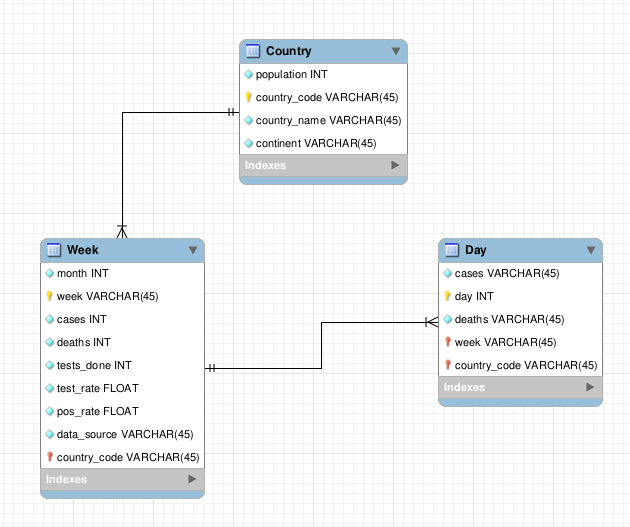 Country
population INT
country_code VARCHAR(45)
country_name VARCHAR(45)
continent VARCHAR(45)
Indexes
Week
month INT
week VARCHAR(45)
cases INT
deaths INT
tests_done INT
test_rate FLOAT
pos_rate FLOAT
data_source VARCHAR(45)
country_code VARCHAR(45)
Indexes
Day
cases VARCHAR(45)
day INT
deaths VARCHAR(45)
week VARCHAR(45)
country_code VARCHAR(45)
Indexes